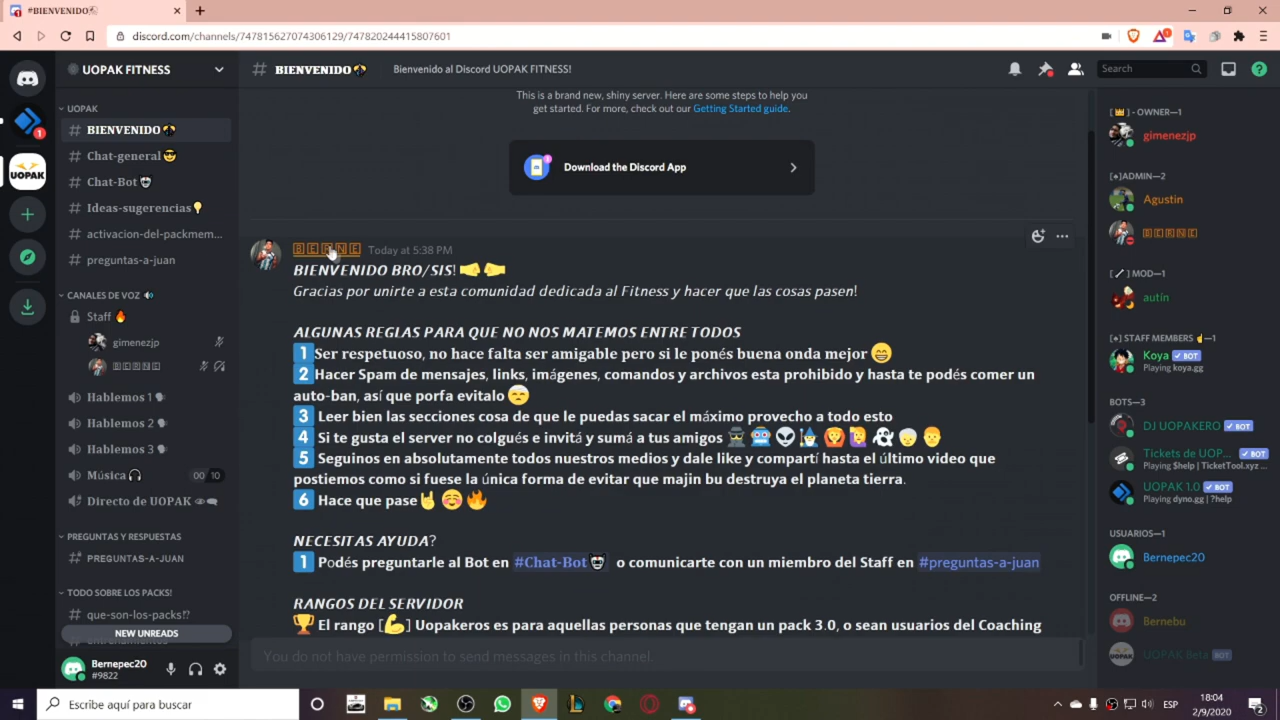 #BIENVENIDO
discord.com/channels/747815627074306129/747820244415807601
UOPAK FITNESS
# BIENVENIDO
Bienvenido al Discord UOPAK FITNESS!
Search
UOPAK
# BIENVENIDO
# Chat-general
# Chat-Bot
# Ideas-sugerencias
# activacion-del-packmem...
# preguntas-a-juan
CANALES DE VOZ
Staff
gimenezjp
BERNE
Hablemos 1
Hablemos 2
Hablemos 3
Música 00 10
Directo de UOPAK
PREGUNTAS Y RESPUESTAS
# PREGUNTAS-A-JUAN
TODO SOBRE LOS PACKS!
# que-son-los-packs!?
NEW UNREADS
Bernepec20
#9822
1
UOPAK
This is a brand new, shiny server. Here are some steps to help you
get started. For more, check out our Getting Started guide.
Download the Discord App
BERNE Today at 5:38 PM
BIENVENIDO BRO/SIS!
Gracias por unirte a esta comunidad dedicada al Fitness y hacer que las cosas pasen!
ALGUNAS REGLAS PARA QUE NO NOS MATEMOS ENTRE TODOS
1 Ser respetuoso, no hace falta ser amigable pero si le ponés buena onda mejor
2 Hacer Spam de mensajes, links, imágenes, comandos y archivos esta prohibido y hasta te podés comer un
auto-ban, así que porfa evitalo
3 Leer bien las secciones cosa de que le puedas sacar el máximo provecho a todo esto
4 Si te gusta el server no colgués e invitá y sumá a tus amigos
5 Seguinos en absolutamente todos nuestros medios y dale like y compartí hasta el último video que
postiemos como si fuese la única forma de evitar que majin bu destruya el planeta tierra.
6 Hace que pase
NECESITAS AYUDA?
1 Podés preguntarle al Bot en #Chat-Bot o comunicarte con un miembro del Staff en #preguntas-a-juan
RANGOS DEL SERVIDOR
El rango [ ] Uopakeros es para aquellas personas que tengan un pack 3.0, o sean usuarios del Coaching
You do not have permission to send messages in this channel.
[ ] - OWNER—1
gimenezjp
[♠]ADMIN—2
Agustin
BERNE
[ ] - MOD—1
autín
[ STAFF MEMBERS ]—1
Koya BOT
Playing koya.gg
BOTS—3
DJ UOPAKERO BOT
Tickets de UOP... BOT
Playing $help | TicketTool.xyz ...
UOPAK 1.0 BOT
Playing dyno.gg | ?help
USUARIOS—1
Bernepec20
OFFLINE—2
Bernebu
UOPAK Beta BOT
Escribe aquí para buscar
ESP
18:04
2/9/2020
2